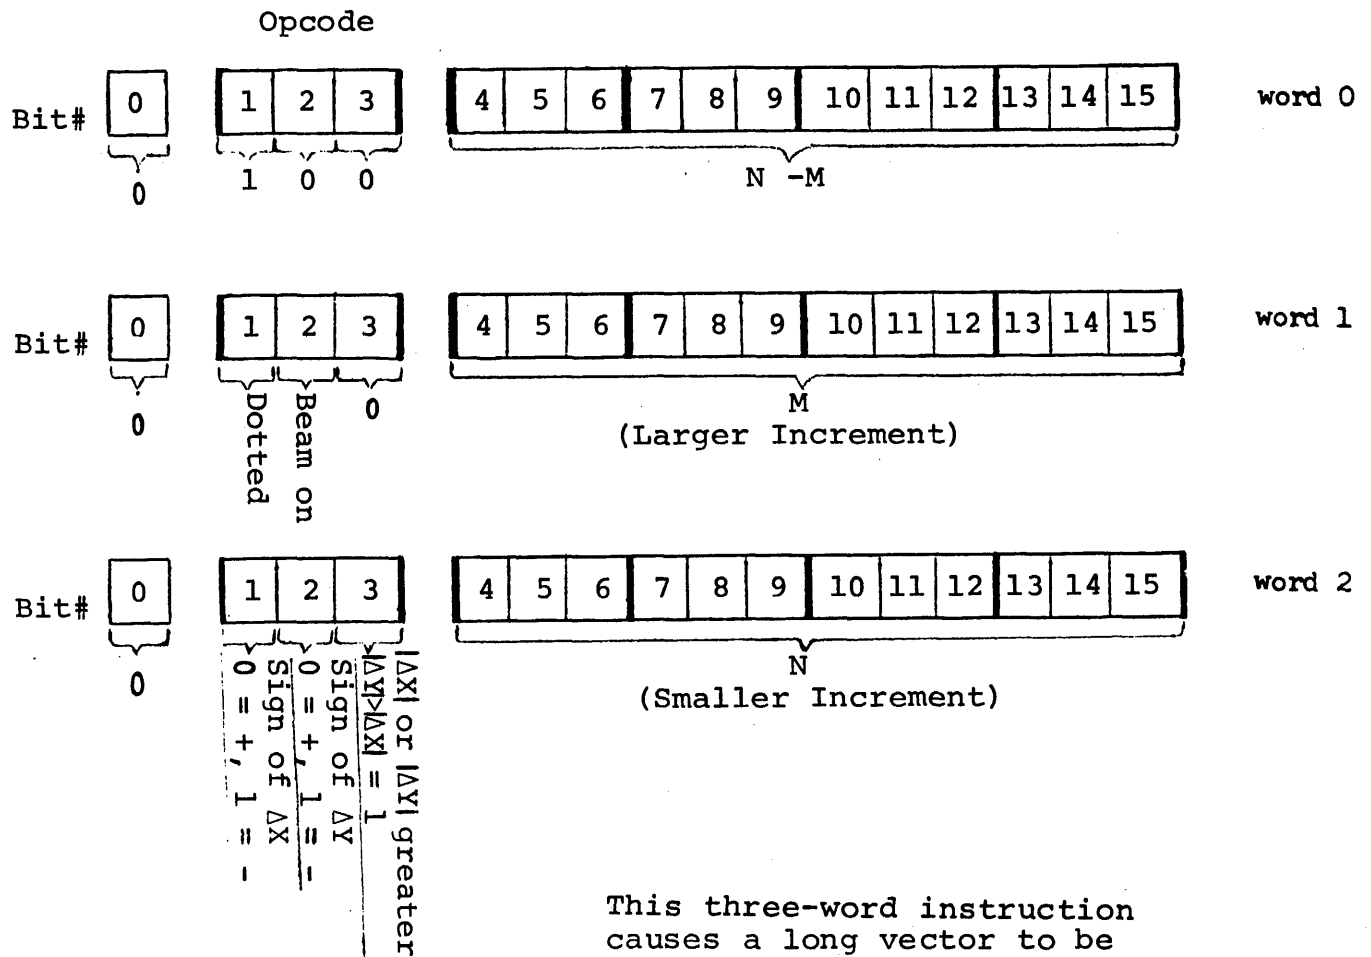 Opcode
Bit# 0 1 2 3 4 5 6 7 8 9 10 11 12 13 14 15 word 0
0 1 0 0 N -M
Bit# 0 1 2 3 4 5 6 7 8 9 10 11 12 13 14 15 word 1
0 Dotted Beam on 0 M
(Larger Increment)
Bit# 0 1 2 3 4 5 6 7 8 9 10 11 12 13 14 15 word 2
0 N
(Smaller Increment)
|ΔX| or |ΔY| greater
|ΔY|>|ΔX| = 1
Sign of ΔY
0 = +, 1 = -
Sign of ΔX
0 = +, 1 = -
This three-word instruction
causes a long vector to be